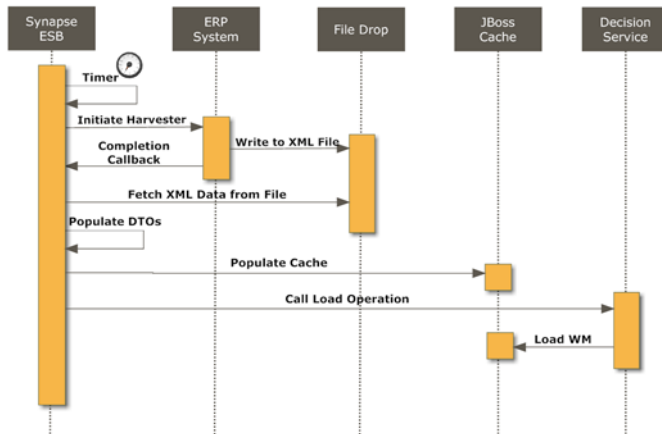 Synapse
ESB
ERP
System
File Drop
JBoss
Cache
Decision
Service
Timer
Initiate Harvester
Completion
Callback
Write to XML File
Fetch XML Data from File
Populate DTOs
Populate Cache
Call Load Operation
Load WM